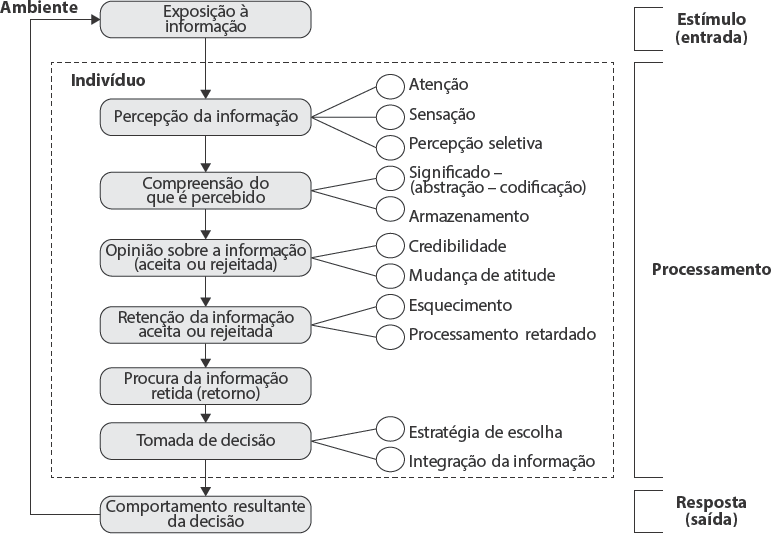 Ambiente
Exposição à
informação
Estímulo
(entrada)
Indivíduo
Percepção da informação
Atenção
Sensação
Percepção seletiva
Compreensão do
que é percebido
Significado –
(abstração – codificação)
Armazenamento
Opinião sobre a informação
(aceita ou rejeitada)
Credibilidade
Mudança de atitude
Processamento
Retenção da informação
aceita ou rejeitada
Esquecimento
Processamento retardado
Procura da informação
retida (retorno)
Tomada de decisão
Estratégia de escolha
Integração da informação
Comportamento resultante
da decisão
Resposta
(saída)